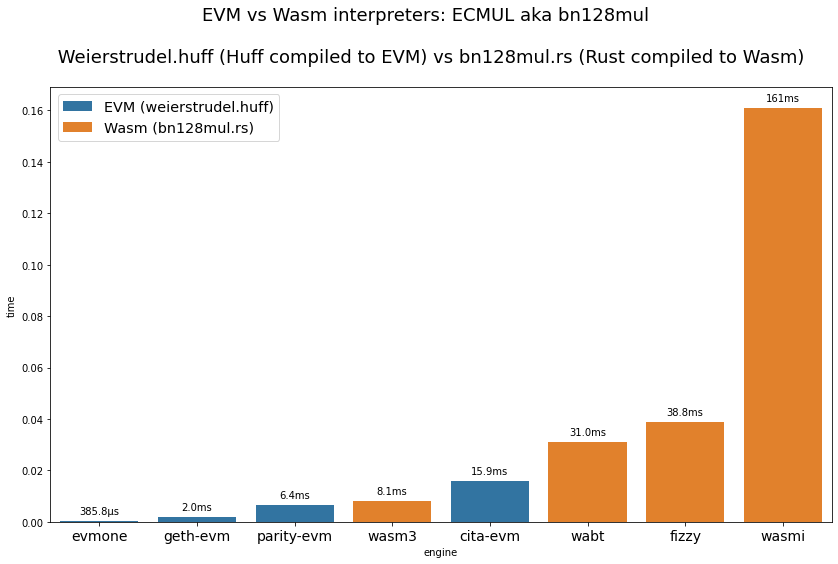 EVM vs Wasm interpreters: ECMUL aka bn128mul
Weierstrudel.huff (Huff compiled to EVM) vs bn128mul.rs (Rust compiled to Wasm)
EVM (weierstrudel.huff)
Wasm (bn128mul.rs)
time
0.16
0.14
0.12
0.10
0.08
0.06
0.04
0.02
0.00
385.8μs
2.0ms
6.4ms
8.1ms
15.9ms
31.0ms
38.8ms
161ms
evmone
geth-evm
parity-evm
wasm3
cita-evm
wabt
fizzy
wasmi
engine